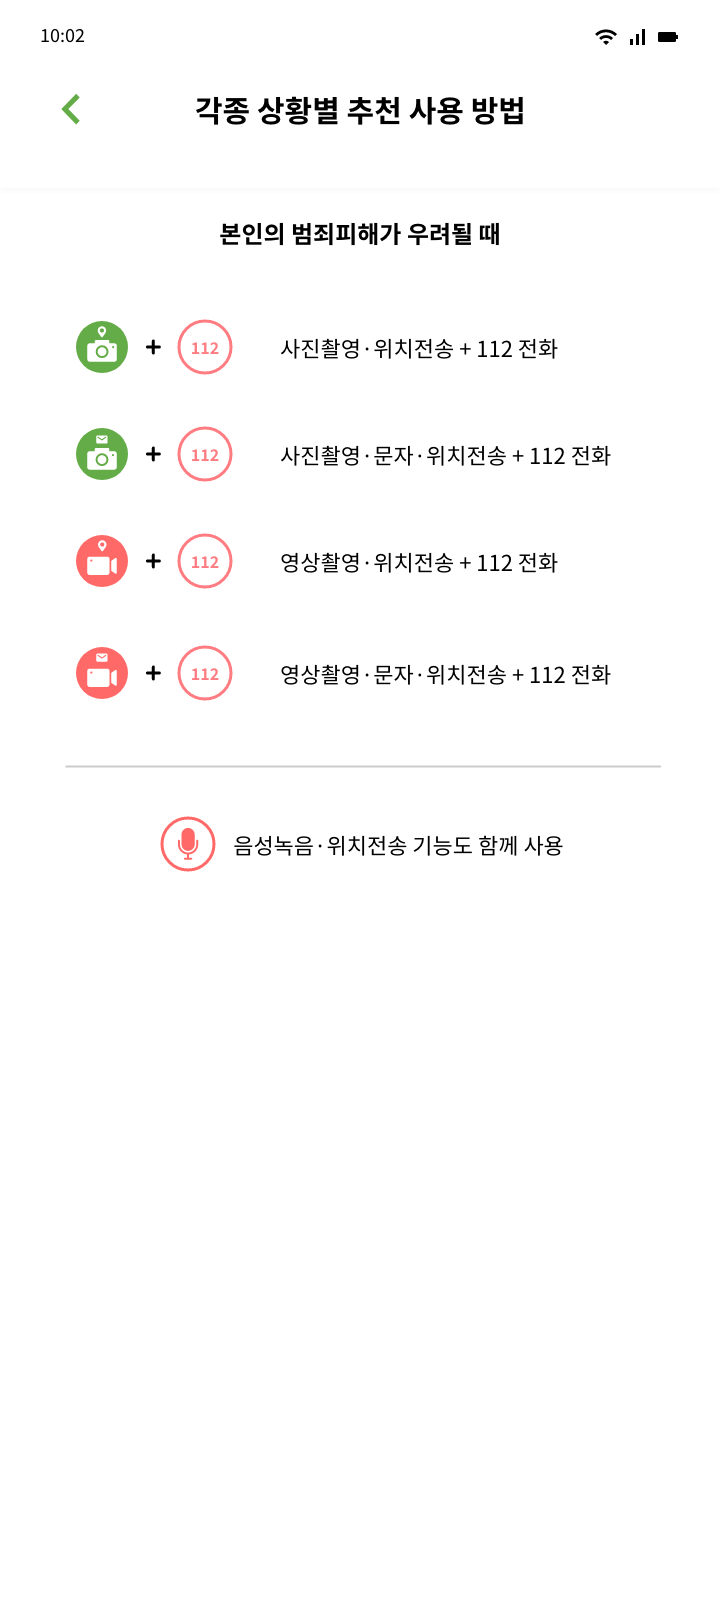 10:02
각종 상황별 추천 사용 방법
본인의 범죄피해가 우려될 때
+ 112 사진촬영·위치전송 + 112 전화
+ 112 사진촬영·문자·위치전송 + 112 전화
+ 112 영상촬영·위치전송 + 112 전화
+ 112 영상촬영·문자·위치전송 + 112 전화
음성녹음·위치전송 기능도 함께 사용